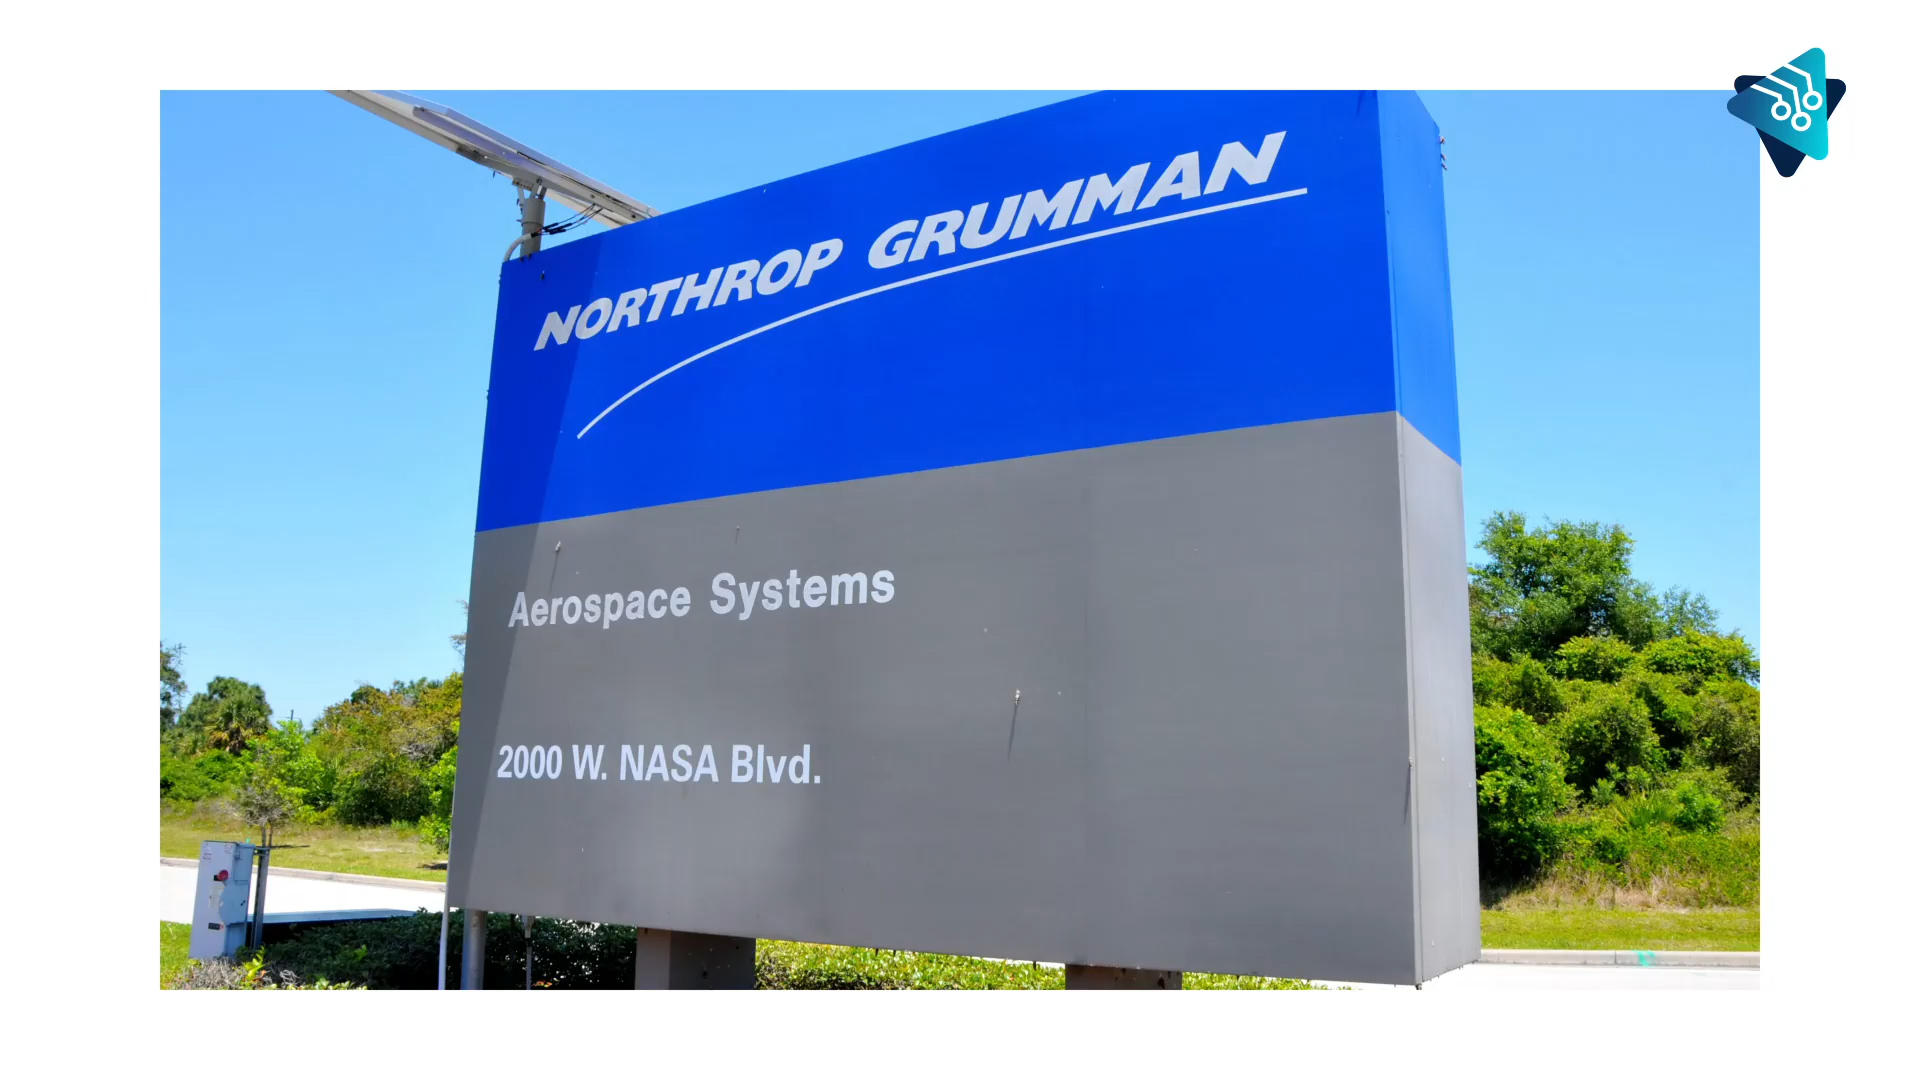 NORTHROP GRUMMAN
Aerospace Systems
2000 W. NASA Blvd.